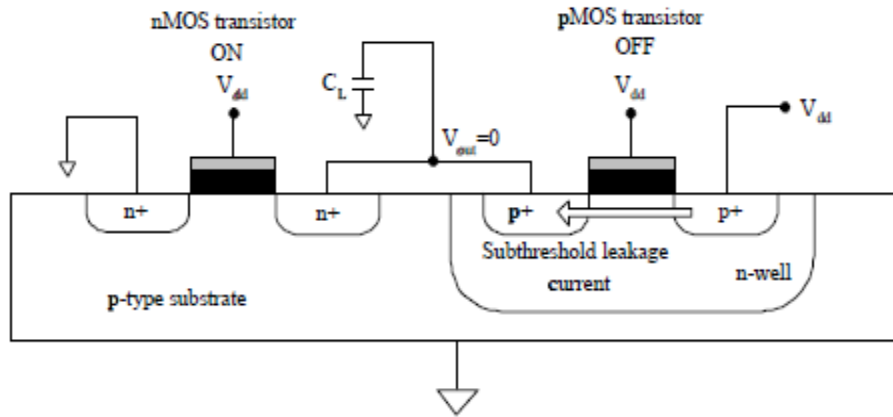 nMOS transistor
ON
V_dd
pMOS transistor
OFF
V_dd
C_L
V_dd
V_out=0
n+
n+
p+
p+
Subthreshold leakage
current
n-well
p-type substrate